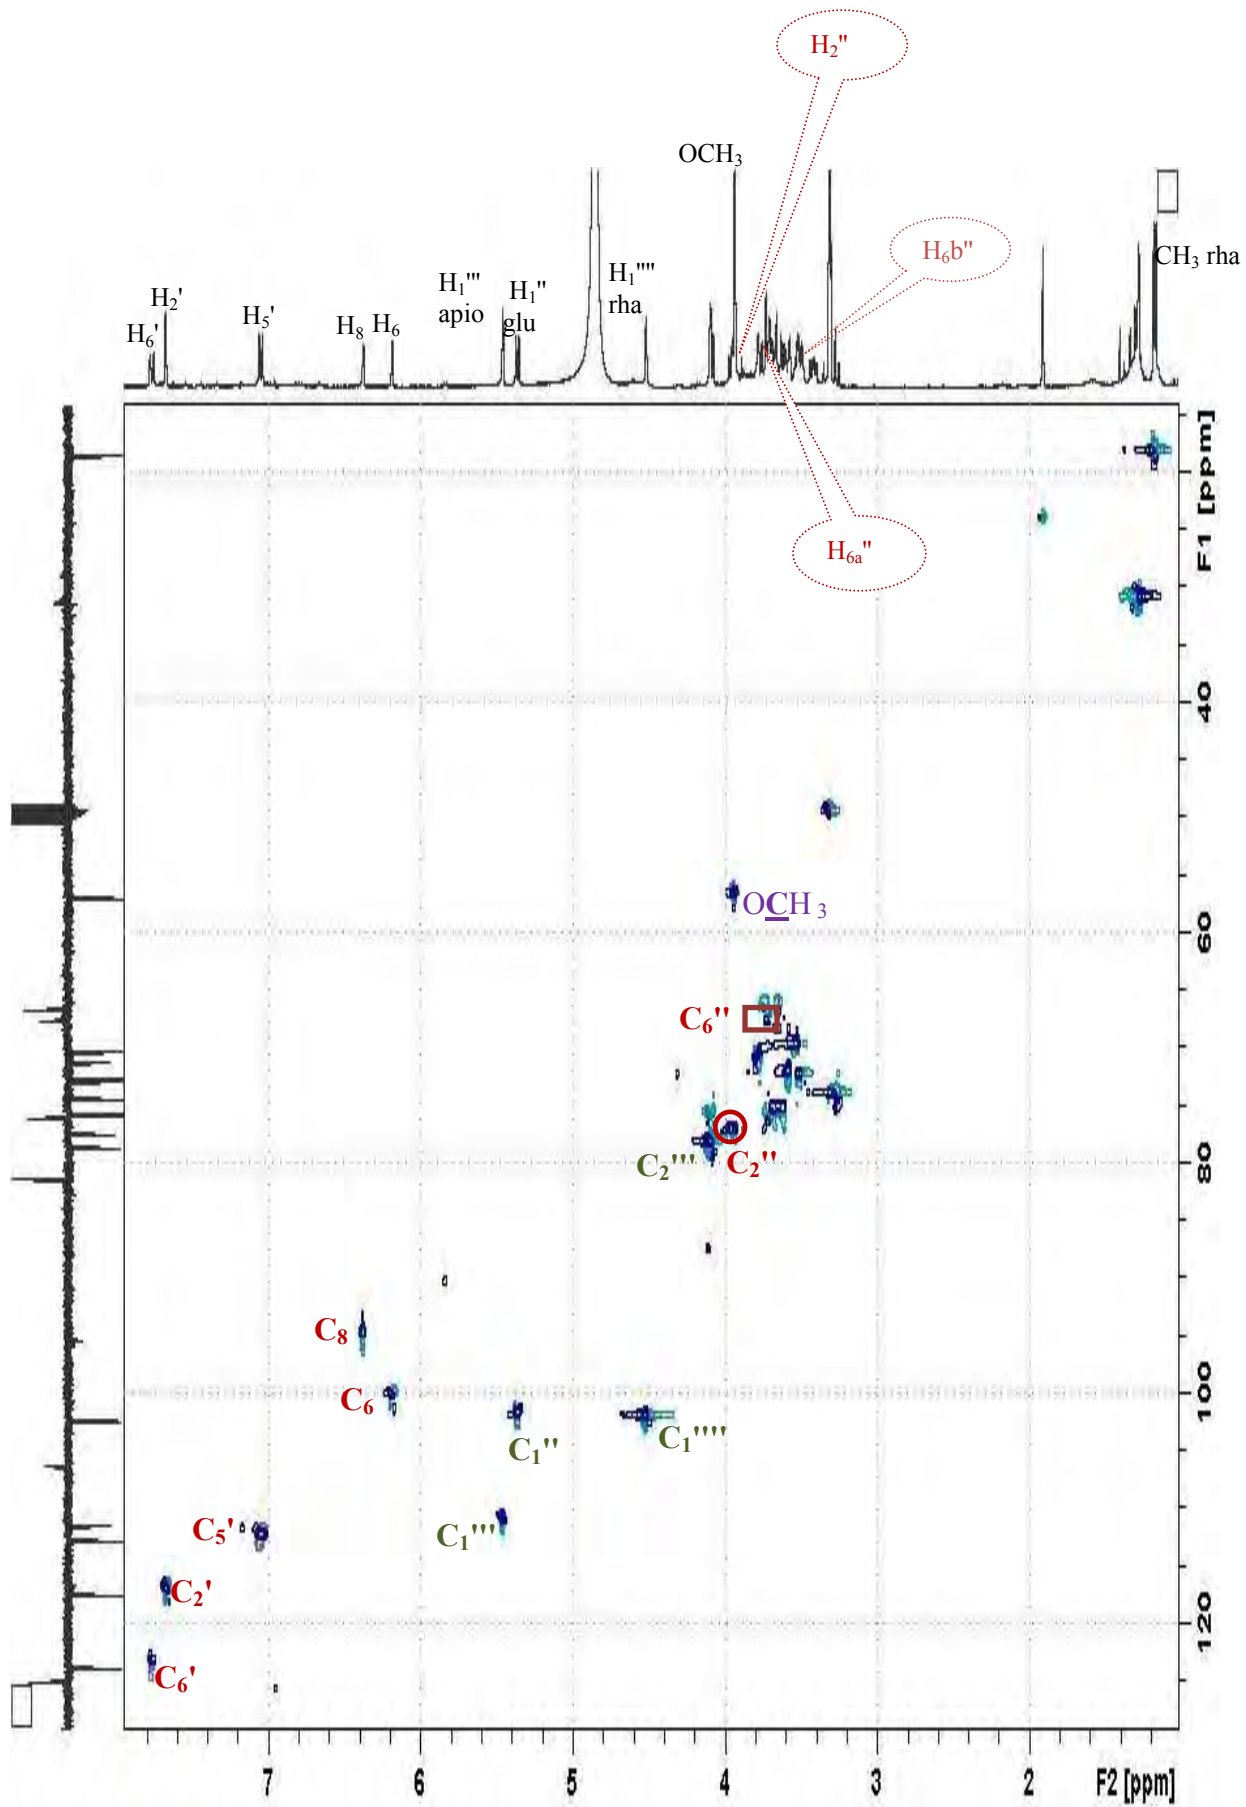 H₂''
OCH₃
H₆b''
CH₃ rha
H₁'''
apio
H₁''
glu
H₁''''
rha
H₆'
H₂'
H₅'
H₈
H₆
H₆ₐ''
F1 [ppm]
OCH ₃
C₆''
C₂'''
C₂''
C₈
C₆
C₁''
C₁''''
C₅'
C₁'''
C₂'
C₆'
40
60
80
100
120
7
6
5
4
3
2
F2 [ppm]